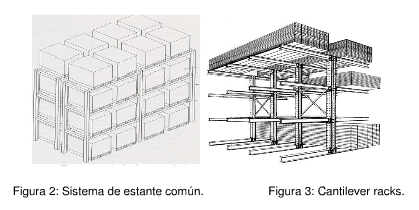 Figura 2: Sistema de estante común.
Figura 3: Cantilever racks.